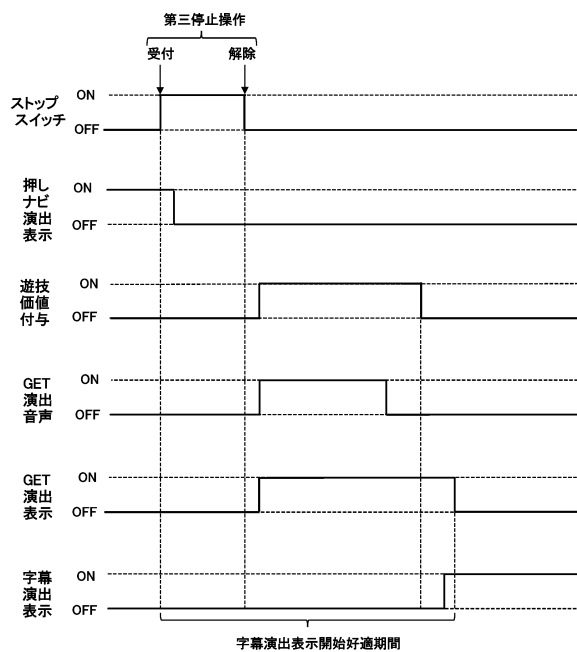 第三停止操作
受付
解除
ストップ
スイッチ
ON
OFF
押し
ナビ
演出
表示
ON
OFF
遊技
価値
付与
ON
OFF
GET
演出
音声
ON
OFF
GET
演出
表示
ON
OFF
字幕
演出
表示
ON
OFF
字幕演出表示開始好適期間